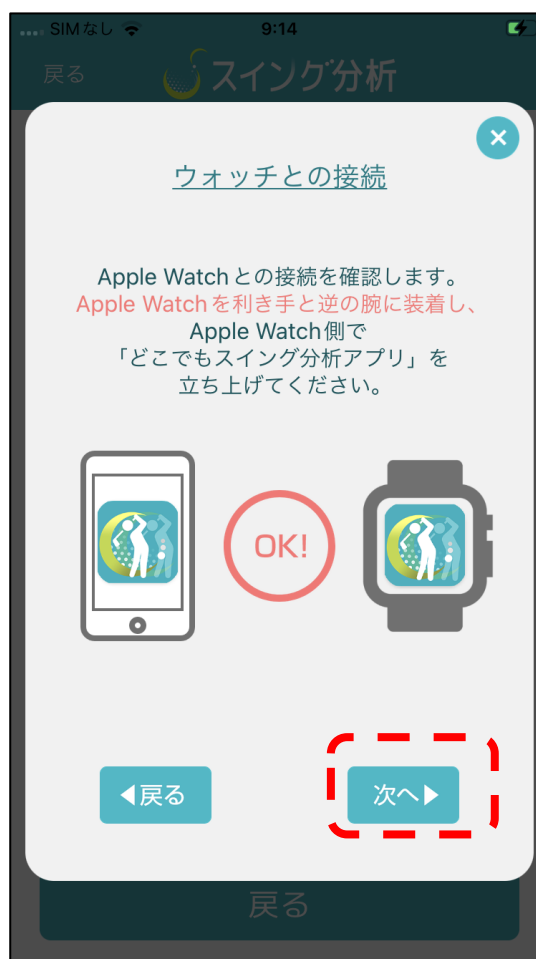 SIMなし 9:14
戻る スイング分析
×
ウォッチとの接続
Apple Watchとの接続を確認します。
Apple Watchを利き手と逆の腕に装着し、
Apple Watch側で
「どこでもスイング分析アプリ」を
立ち上げてください。
OK!
◀戻る 次へ▶
戻る